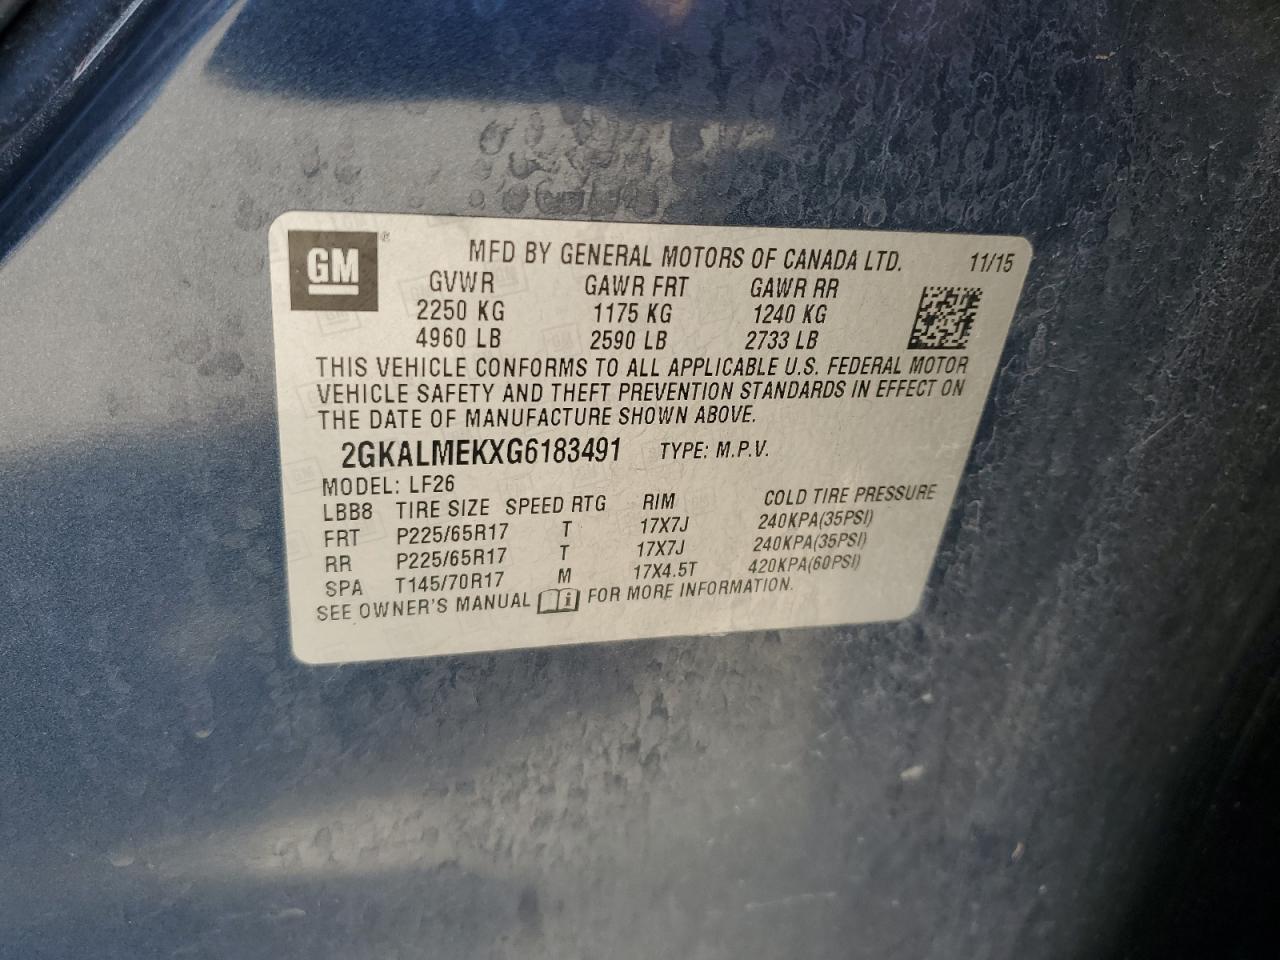 GM ®
MFD BY GENERAL MOTORS OF CANADA LTD. 11/15
GVWR GAWR FRT GAWR RR
2250 KG 1175 KG 1240 KG
4960 LB 2590 LB 2733 LB
THIS VEHICLE CONFORMS TO ALL APPLICABLE U.S. FEDERAL MOTOR
VEHICLE SAFETY AND THEFT PREVENTION STANDARDS IN EFFECT ON
THE DATE OF MANUFACTURE SHOWN ABOVE.
2GKALMEKXG6183491 TYPE: M.P.V.
MODEL: LF26
LBB8 TIRE SIZE SPEED RTG RIM COLD TIRE PRESSURE
FRT P225/65R17 T 17X7J 240KPA(35PSI)
RR P225/65R17 T 17X7J 240KPA(35PSI)
SPA T145/70R17 M 17X4.5T 420KPA(60PSI)
SEE OWNER'S MANUAL i FOR MORE INFORMATION.